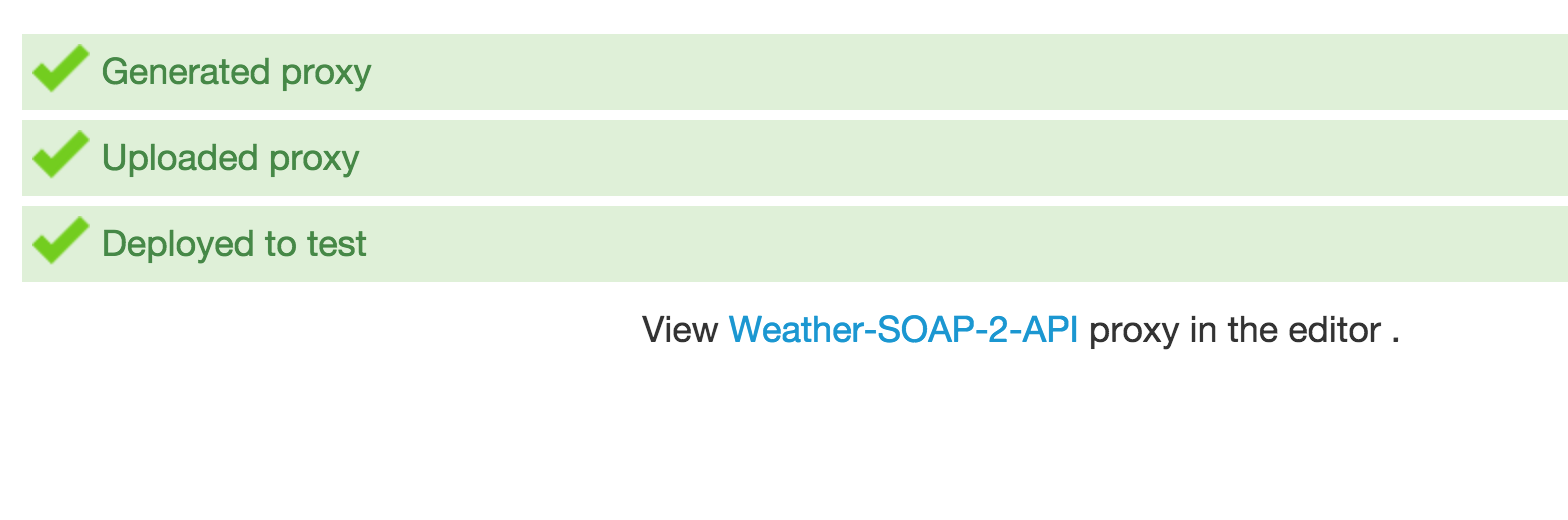 Generated proxy
Uploaded proxy
Deployed to test
View Weather-SOAP-2-API proxy in the editor .